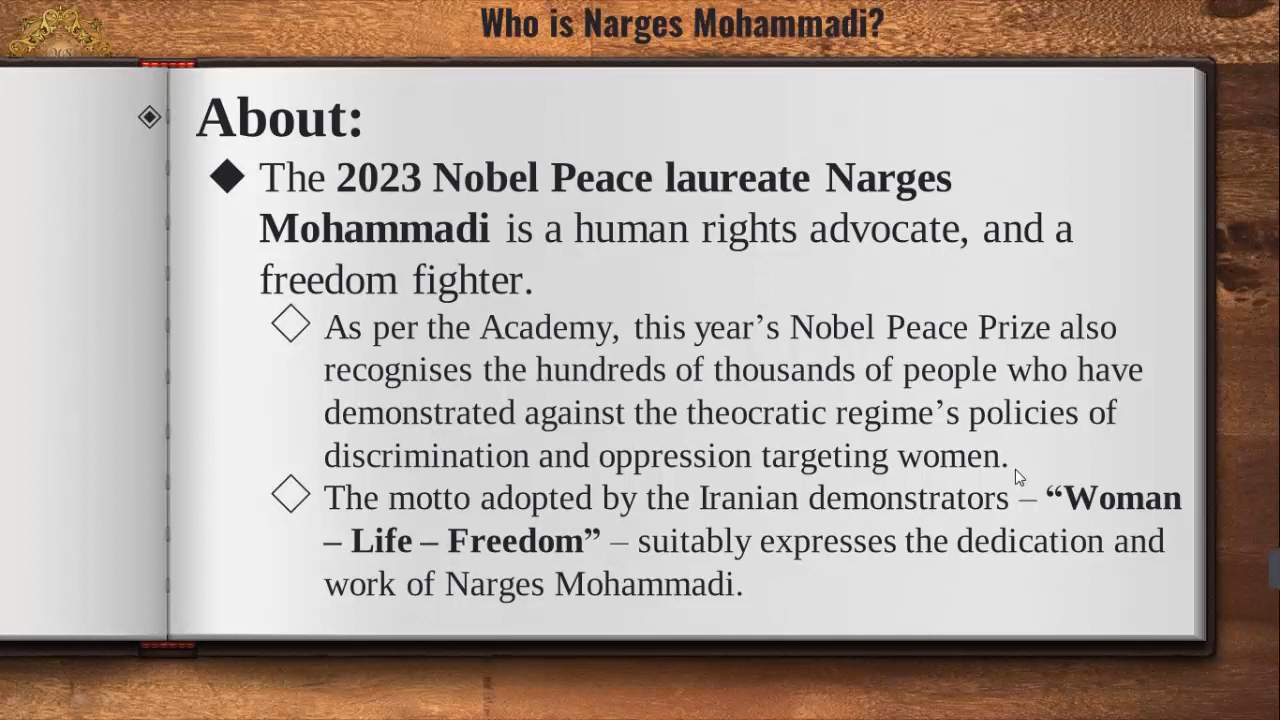 Who is Narges Mohammadi?
About:
The 2023 Nobel Peace laureate Narges
Mohammadi is a human rights advocate, and a
freedom fighter.
As per the Academy, this year’s Nobel Peace Prize also
recognises the hundreds of thousands of people who have
demonstrated against the theocratic regime’s policies of
discrimination and oppression targeting women.
The motto adopted by the Iranian demonstrators – “Woman
– Life – Freedom” – suitably expresses the dedication and
work of Narges Mohammadi.